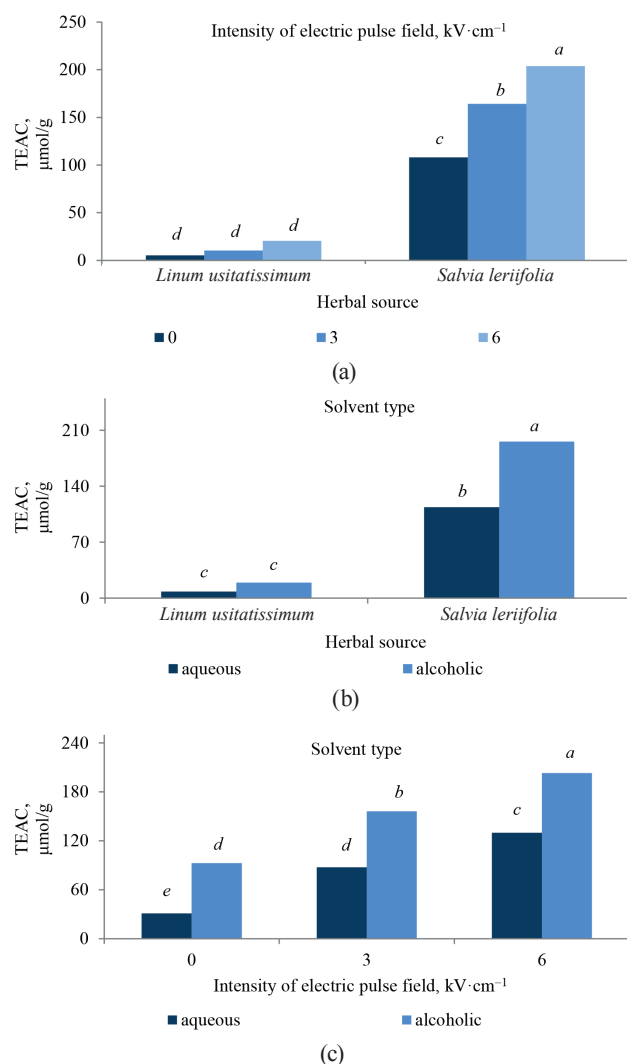 Intensity of electric pulse field, kV·cm⁻¹
TEAC,
µmol/g
250
200
150
100
50
0
d d d
c b a
Linum usitatissimum Salvia leriifolia
Herbal source
0 3 6
(a)
Solvent type
TEAC,
µmol/g
210
140
70
0
c c
b a
Linum usitatissimum Salvia leriifolia
Herbal source
aqueous alcoholic
(b)
Solvent type
TEAC,
µmol/g
240
180
120
60
0
e d
d b
c a
0 3 6
Intensity of electric pulse field, kV·cm⁻¹
aqueous alcoholic
(c)